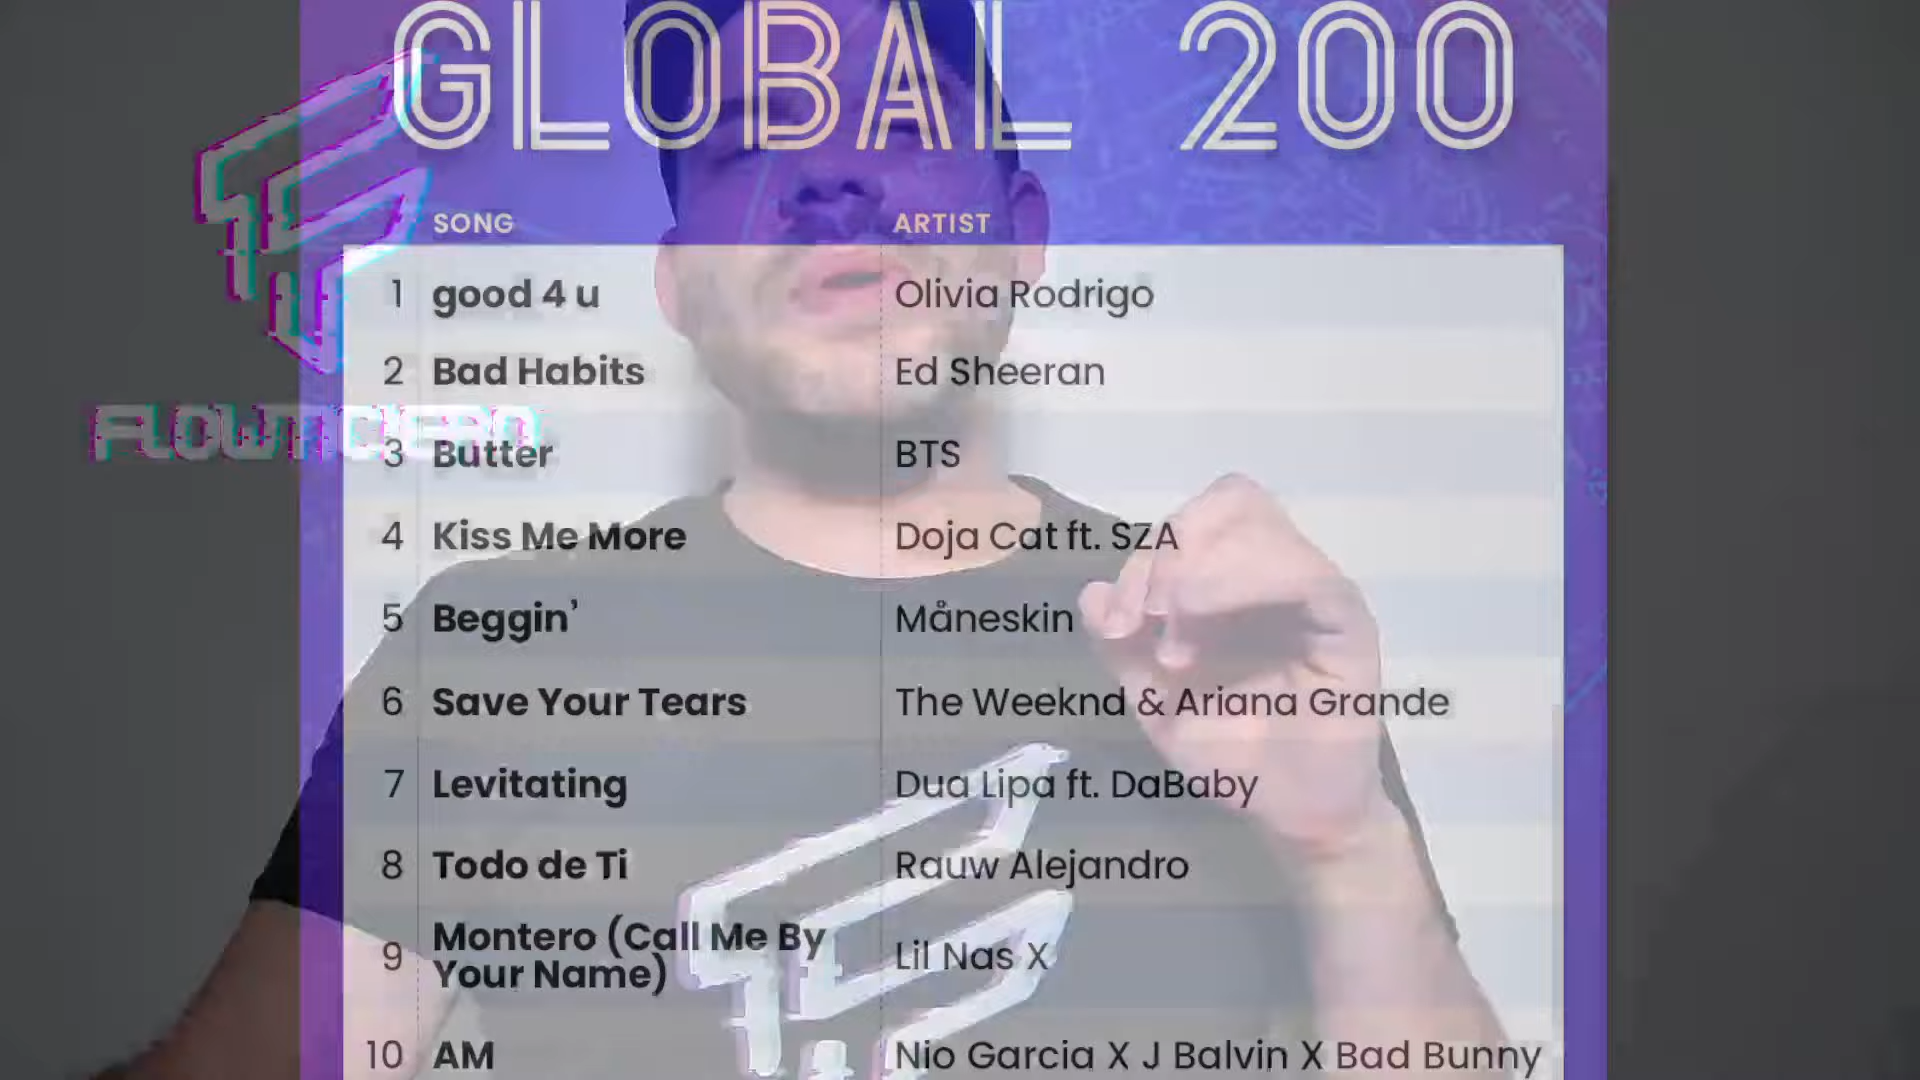 GLOBAL 200
SONG ARTIST
1 good 4 u Olivia Rodrigo
2 Bad Habits Ed Sheeran
3 Butter BTS
4 Kiss Me More Doja Cat ft. SZA
5 Beggin’ Måneskin
6 Save Your Tears The Weeknd & Ariana Grande
7 Levitating Dua Lipa ft. DaBaby
8 Todo de Ti Rauw Alejandro
9 Montero (Call Me By
Your Name) Lil Nas X
10 AM Nio Garcia X J Balvin X Bad Bunny